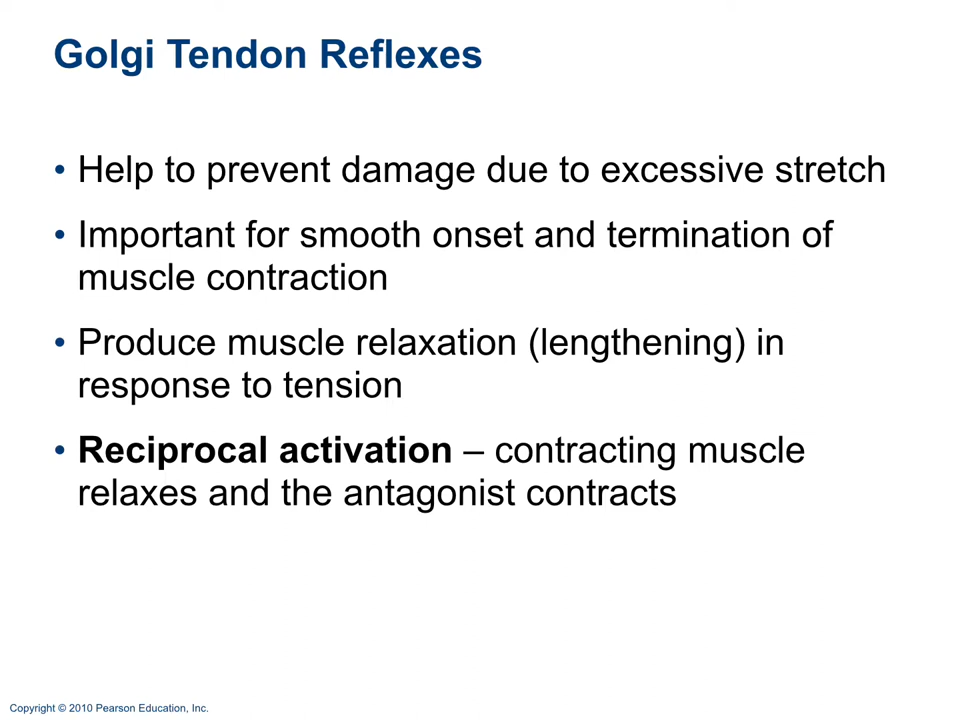 Golgi Tendon Reflexes
• Help to prevent damage due to excessive stretch
• Important for smooth onset and termination of
muscle contraction
• Produce muscle relaxation (lengthening) in
response to tension
• Reciprocal activation – contracting muscle
relaxes and the antagonist contracts
Copyright © 2010 Pearson Education, Inc.